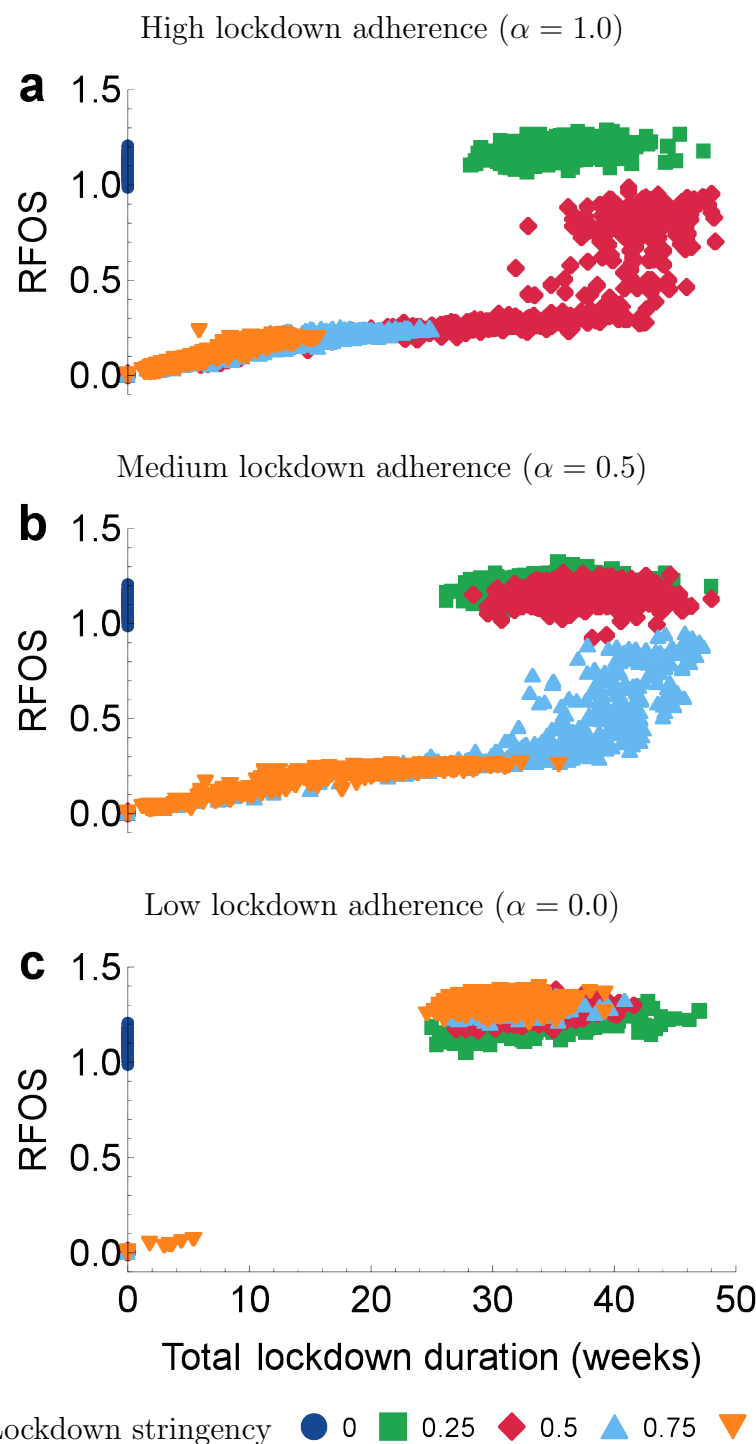 High lockdown adherence (α = 1.0)
a
1.5
1.0
0.5
0.0
RFOS
Medium lockdown adherence (α = 0.5)
b
1.5
1.0
0.5
0.0
RFOS
Low lockdown adherence (α = 0.0)
c
1.5
1.0
0.5
0.0
RFOS
0 10 20 30 40 50
Total lockdown duration (weeks)
Lockdown stringency 0 0.25 0.5 0.75